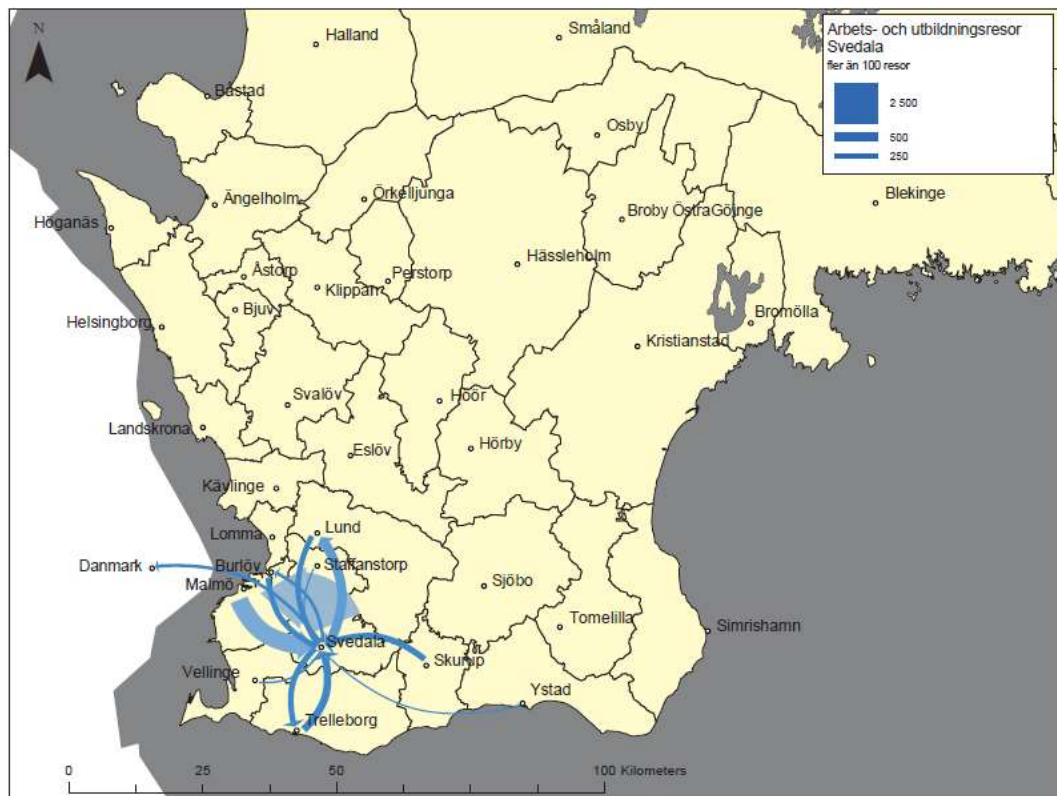 N
Halland
Småland
Arbets- och utbildningsresor
Svedala
fler än 100 resor
2 500
500
250
Båstad
Osby
Ängelholm
Örkelljunga
Blekinge
Höganäs
Broby ÖstraGöinge
Åstorp
Perstorp
Hässleholm
Klippan
Bjuv
Helsingborg
Bromölla
Kristianstad
Svalöv
Höör
Landskrona
Eslöv
Hörby
Kävlinge
Lomma
Lund
Danmark
Burlöv
Staffanstorp
Malmö
Sjöbo
Tomelilla
Simrishamn
Svedala
Vellinge
Skurup
Ystad
Trelleborg
0
25
50
100 Kilometers